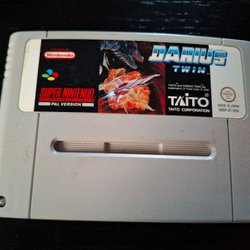 Nintendo
DARIUS
TWIN
SUPER NINTENDO
ENTERTAINMENT SYSTEM
PAL VERSION
TAITO
TAITO CORPORATION
MADE IN JAPAN